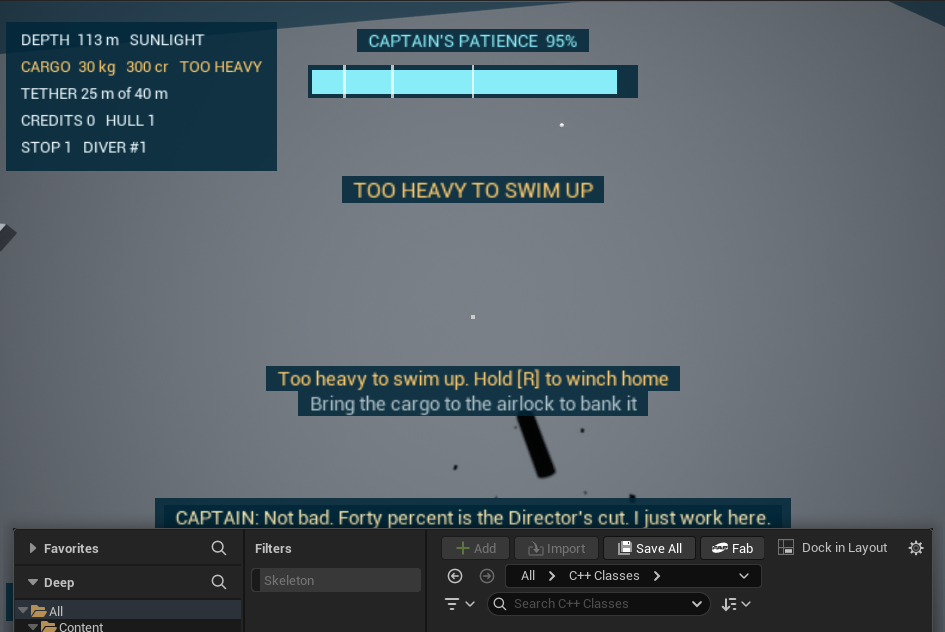 DEPTH 113 m SUNLIGHT
CARGO 30 kg 300 cr TOO HEAVY
TETHER 25 m of 40 m
CREDITS 0 HULL 1
STOP 1 DIVER #1
CAPTAIN'S PATIENCE 95%
TOO HEAVY TO SWIM UP
Too heavy to swim up. Hold [R] to winch home
Bring the cargo to the airlock to bank it
CAPTAIN: Not bad. Forty percent is the Director's cut. I just work here.
Favorites
Filters
Add
Import
Save All
Fab
Dock in Layout
Deep
Skeleton
All
C++ Classes
All
Search C++ Classes
Content